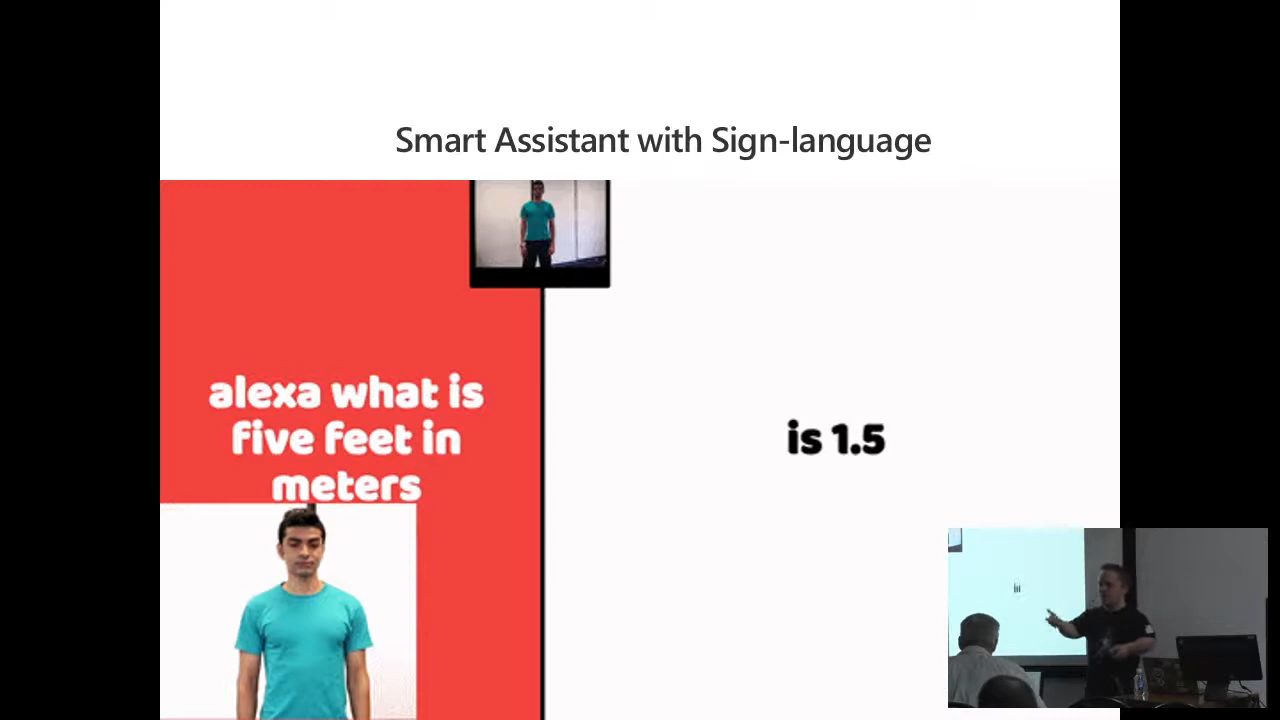 Smart Assistant with Sign-language
alexa what is
five feet in
meters
is 1.5